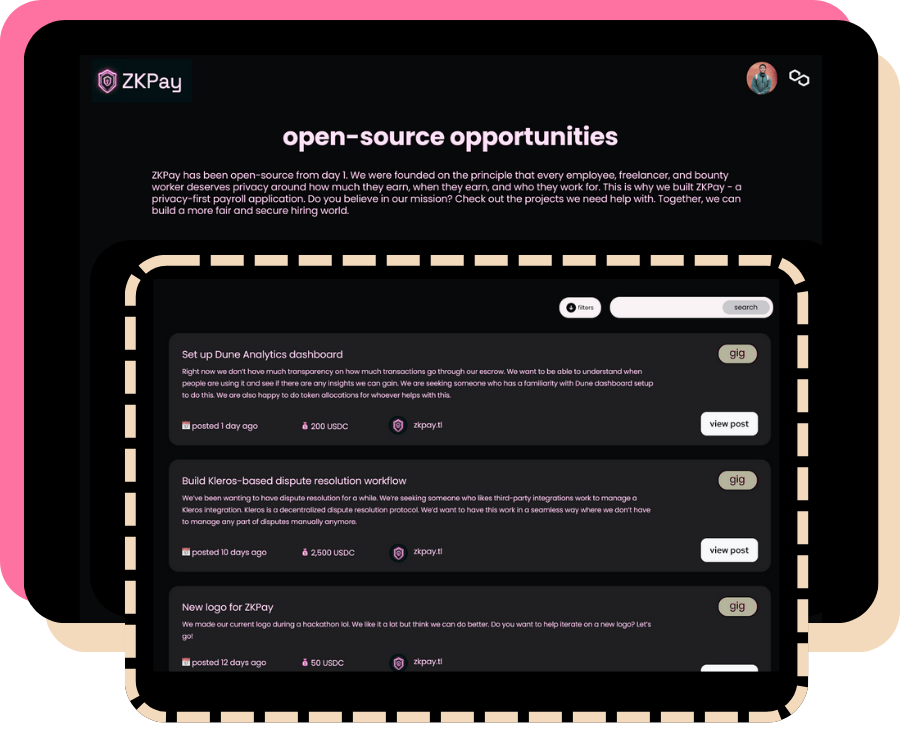 ZKPay
open-source opportunities
ZKPay has been open-source from day 1. We were founded on the principle that every employee, freelancer, and bounty
worker deserves privacy around how much they earn, when they earn, and who they work for. This is why we built ZKPay - a
privacy-first payroll application. Do you believe in our mission? Check out the projects we need help with. Together, we can
build a more fair and secure hiring world.
filters
search
Set up Dune Analytics dashboard
gig
Right now we don't have much transparency on how much transactions go through our escrow. We want to be able to understand when
people are using it and see if there are any insights we can gain. We are seeking someone who has a familiarity with Dune dashboard setup
to do this. We are also happy to do token allocations for whoever helps with this.
posted 1 day ago
200 USDC
zkpay.tl
view post
Build Kleros-based dispute resolution workflow
gig
We've been wanting to have dispute resolution for a while. We're seeking someone who likes third-party integrations work to manage a
Kleros integration. Kleros is a decentralized dispute resolution protocol. We'd want to have this work in a seamless way where we don't have
to manage any part of disputes manually anymore.
posted 10 days ago
2,500 USDC
zkpay.tl
view post
New logo for ZKPay
gig
We made our current logo during a hackathon lol. We like it a lot but think we can do better. Do you want to help iterate on a new logo? Let's
go!
posted 12 days ago
50 USDC
zkpay.tl